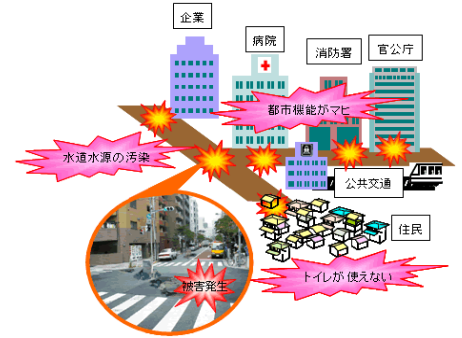 企業
病院
消防署
官公庁
都市機能がマヒ
水道水源の汚染
公共交通
住民
被害発生
トイレが使えない